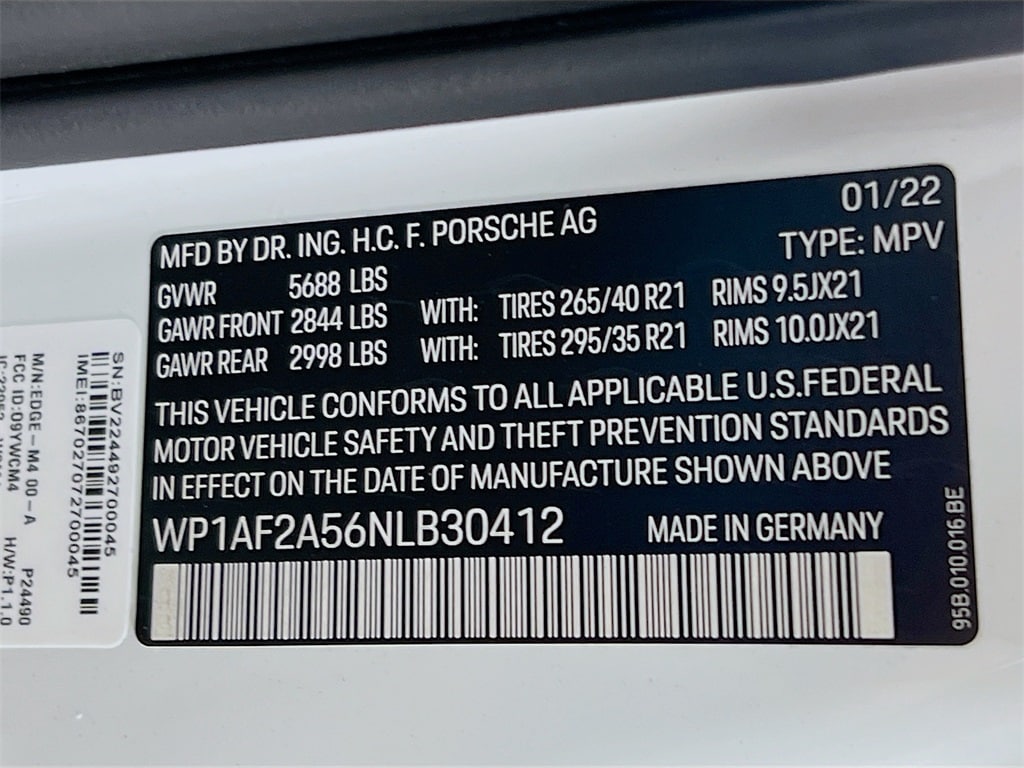 01/22
MFD BY DR. ING. H.C. F. PORSCHE AG
TYPE: MPV
GVWR 5688 LBS
GAWR FRONT 2844 LBS WITH: TIRES 265/40 R21 RIMS 9.5JX21
GAWR REAR 2998 LBS WITH: TIRES 295/35 R21 RIMS 10.0JX21
THIS VEHICLE CONFORMS TO ALL APPLICABLE U.S.FEDERAL
MOTOR VEHICLE SAFETY AND THEFT PREVENTION STANDARDS
IN EFFECT ON THE DATE OF MANUFACTURE SHOWN ABOVE
WP1AF2A56NLB30412 MADE IN GERMANY
95B.010.016.BE
SN:BV224492700045
IMEI:867027072700045
M/N:EDGE-M4 00-A P24490
FCC ID:09YWCM4 H/W:P1.1.0